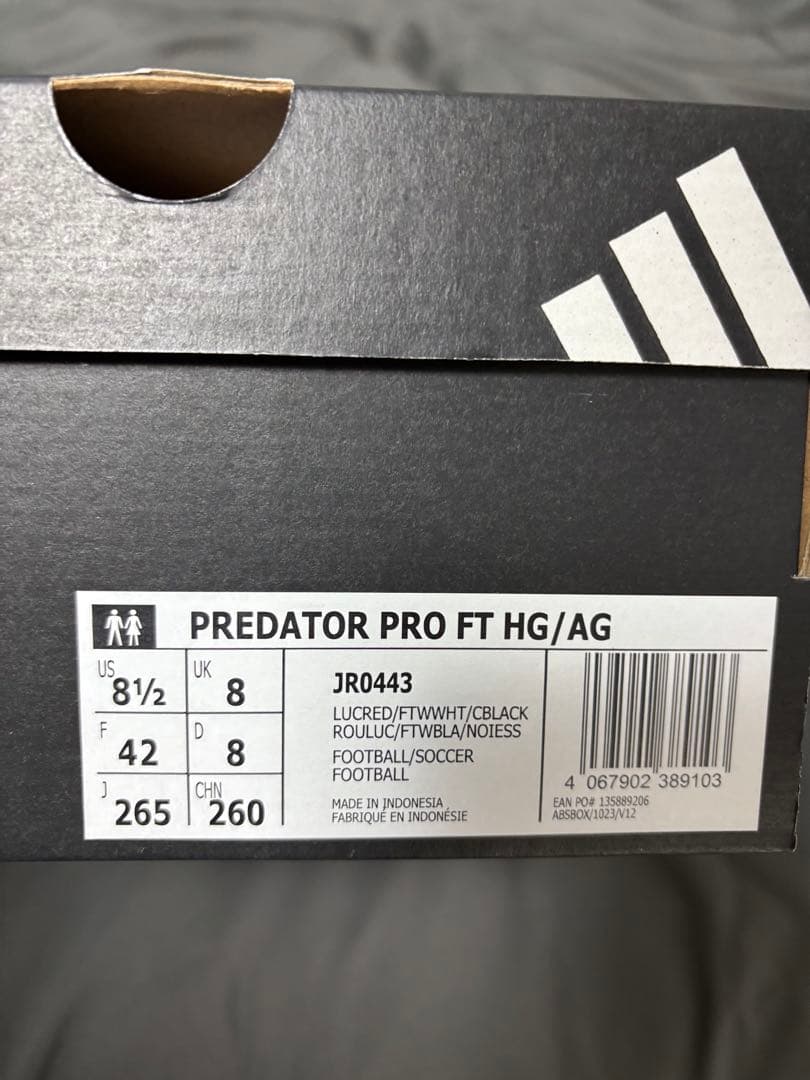 PREDATOR PRO FT HG/AG
US 8½ UK 8
F 42 D 8
J 265 CHN 260
JR0443
LUCRED/FTWWHT/CBLACK
ROULUC/FTWBLA/NOIESS
FOOTBALL/SOCCER
FOOTBALL
MADE IN INDONESIA
FABRIQUÉ EN INDONÉSIE
4 067902 389103
EAN PO# 135889206
ABSBOX/1023/V12